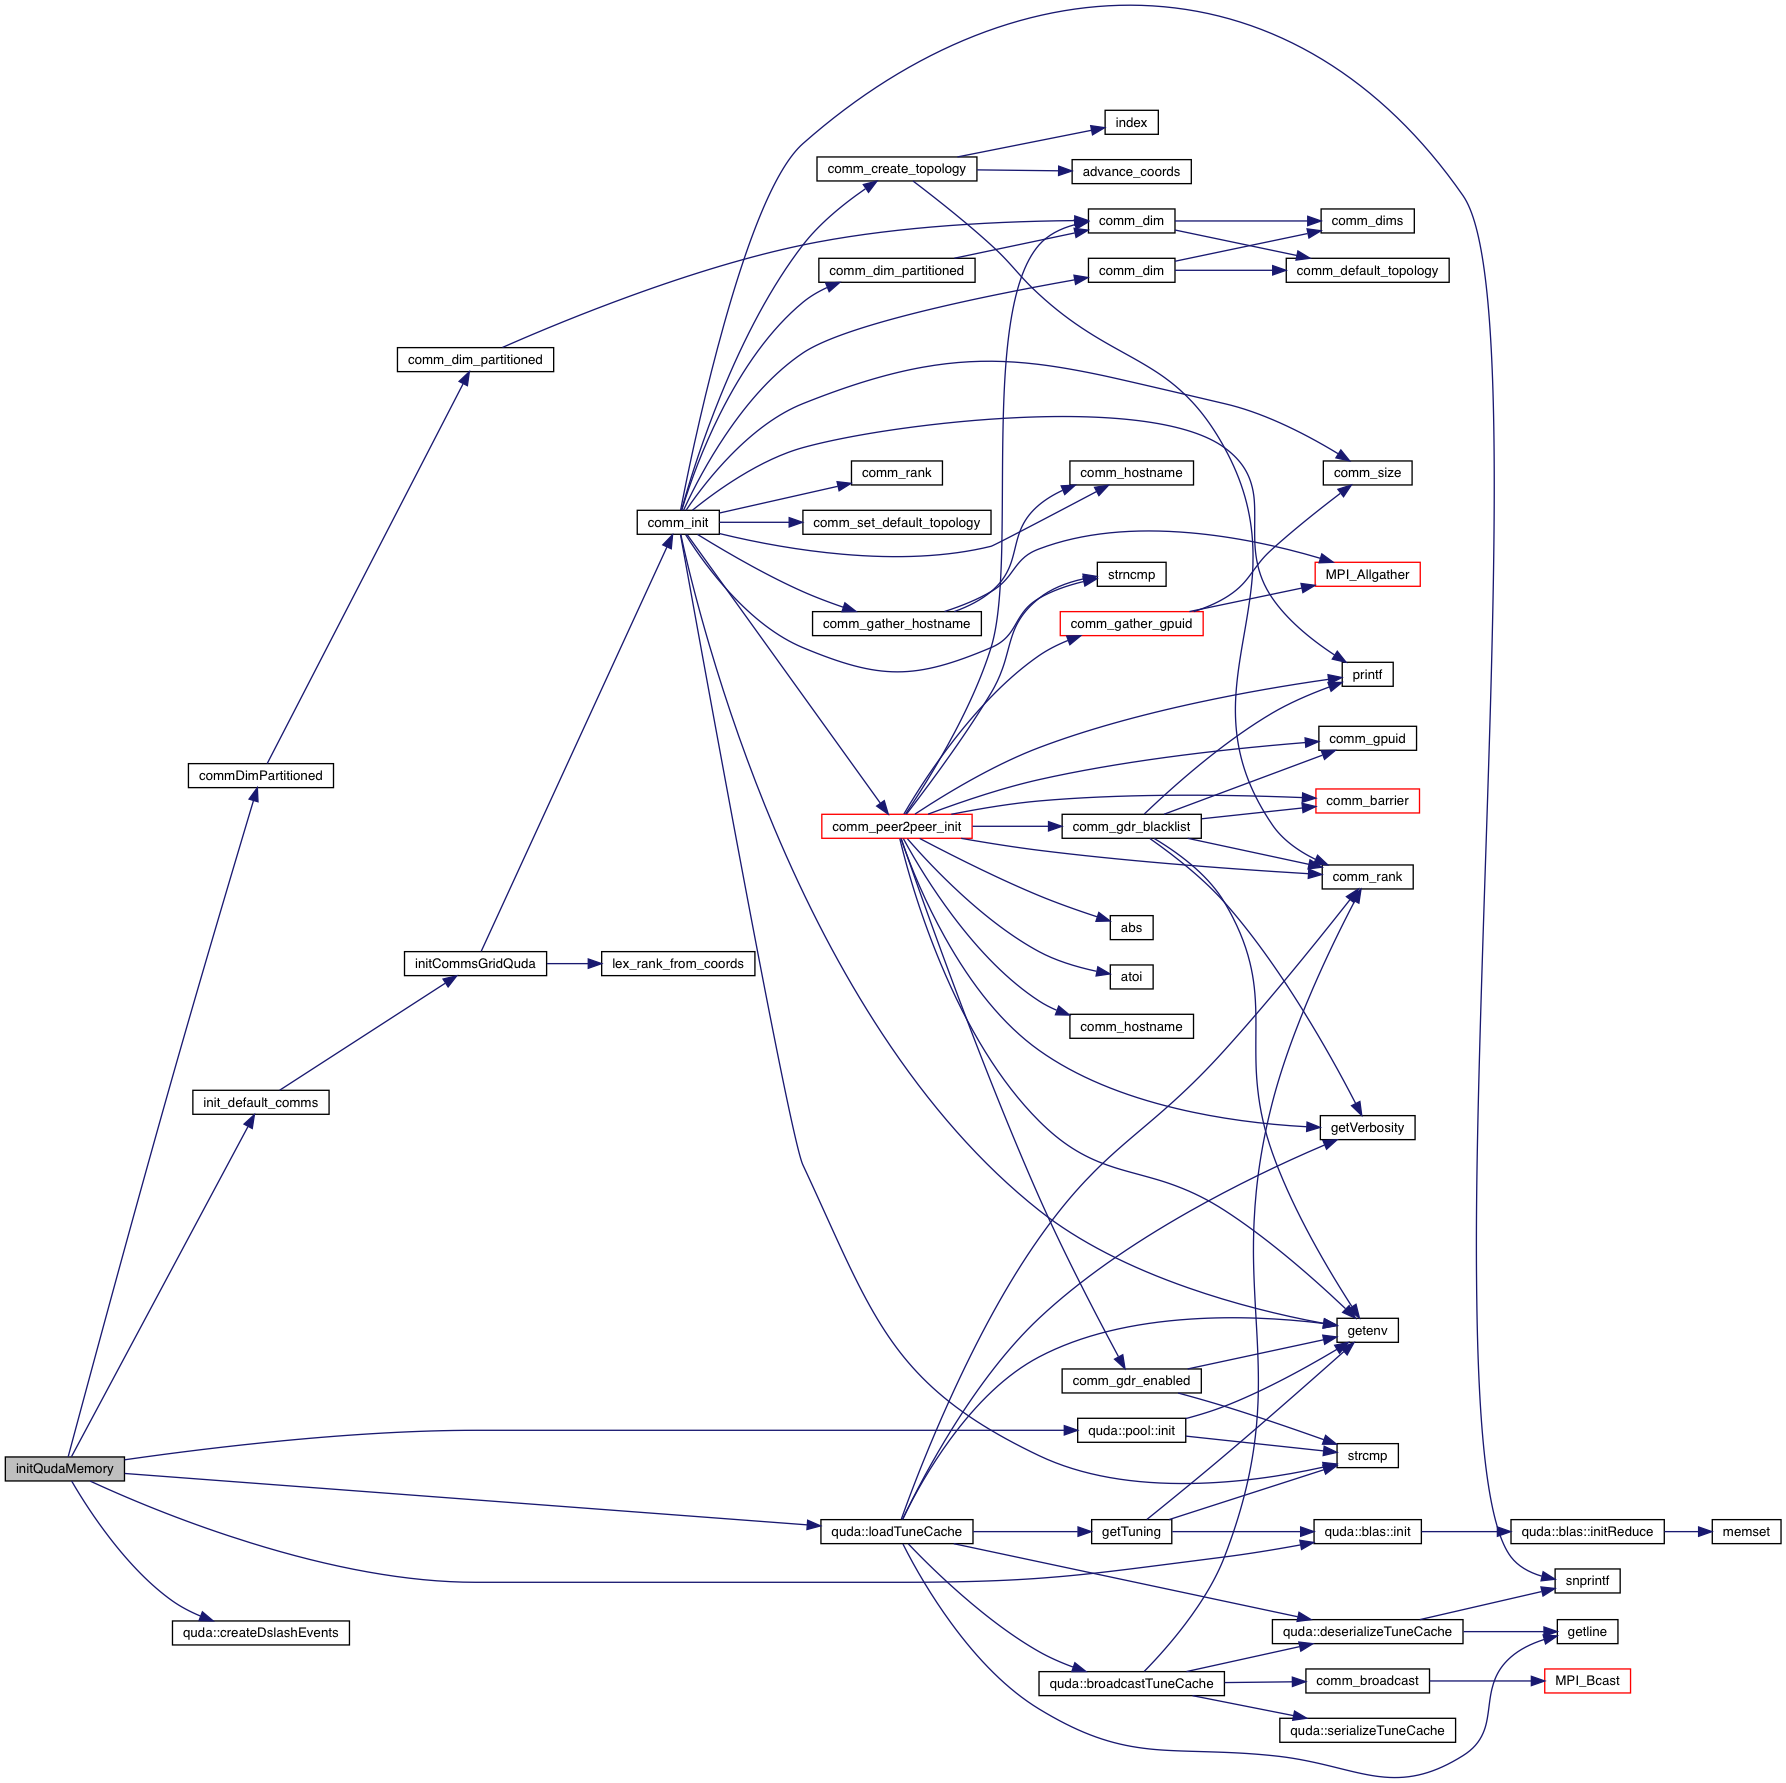 index
comm_create_topology
advance_coords
comm_dim
comm_dims
comm_dim_partitioned
comm_dim
comm_default_topology
comm_dim_partitioned
comm_rank
comm_hostname
comm_size
comm_init
comm_set_default_topology
strncmp
MPI_Allgather
comm_gather_hostname
comm_gather_gpuid
printf
comm_gpuid
commDimPartitioned
comm_barrier
comm_peer2peer_init
comm_gdr_blacklist
comm_rank
abs
initCommsGridQuda
lex_rank_from_coords
atoi
comm_hostname
init_default_comms
getVerbosity
getenv
comm_gdr_enabled
quda::pool::init
strcmp
initQudaMemory
quda::loadTuneCache
getTuning
quda::blas::init
quda::blas::initReduce
memset
snprintf
quda::createDslashEvents
quda::deserializeTuneCache
getline
quda::broadcastTuneCache
comm_broadcast
MPI_Bcast
quda::serializeTuneCache